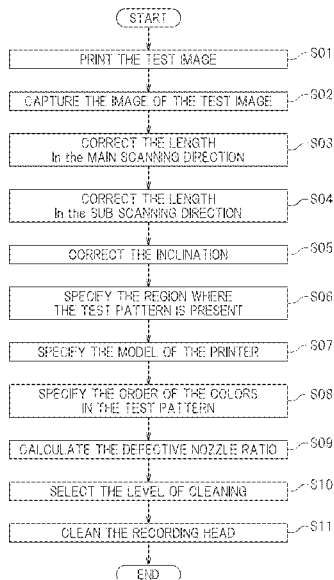 START
PRINT THE TEST IMAGE
S01
CAPTURE THE IMAGE OF THE TEST IMAGE
S02
CORRECT THE LENGTH
In the MAIN SCANNING DIRECTION
S03
CORRECT THE LENGTH
In the SUB SCANNING DIRECTION
S04
CORRECT THE INCLINATION
S05
SPECIFY THE REGION WHERE
THE TEST PATTERN IS PRESENT
S06
SPECIFY THE MODEL OF THE PRINTER
S07
SPECIFY THE ORDER OF THE COLORS
IN THE TEST PATTERN
S08
CALCULATE THE DEFECTIVE NOZZLE RATIO
S09
SELECT THE LEVEL OF CLEANING
S10
CLEAN THE RECORDING HEAD
S11
END